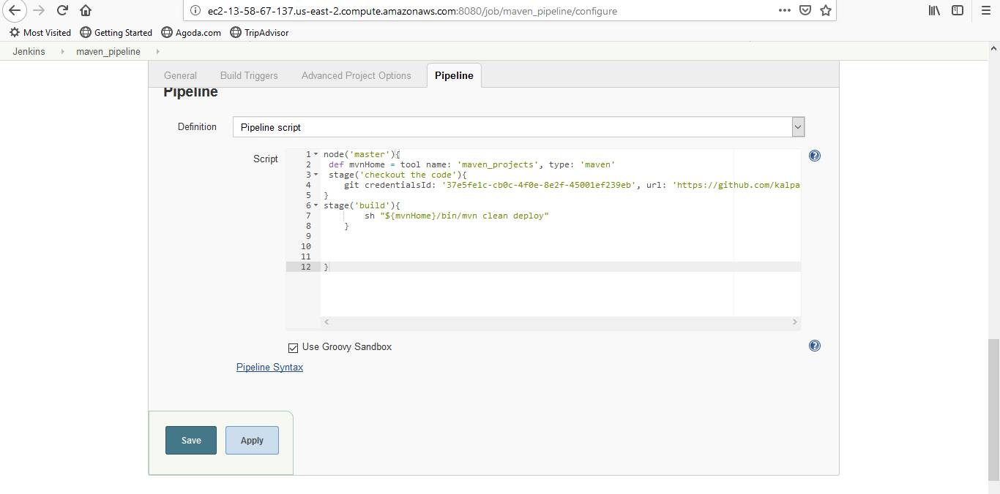 ec2-13-58-67-137.us-east-2.compute.amazonaws.com:8080/job/maven_pipeline/configure
Most Visited Getting Started Agoda.com TripAdvisor
Jenkins maven_pipeline
General Build Triggers Advanced Project Options Pipeline
Pipeline
Definition Pipeline script
Script
1 node('master'){
2 def mvnHome = tool name: 'maven_projects', type: 'maven'
3 stage('checkout the code'){
4 git credentialsId: '37e5fe1c-cb0c-4f0e-8e2f-45001ef239eb', url: 'https://github.com/kalpa
5 }
6 stage('build'){
7 sh "${mvnHome}/bin/mvn clean deploy"
8 }
9
10
11
12 }
Use Groovy Sandbox
Pipeline Syntax
Save Apply